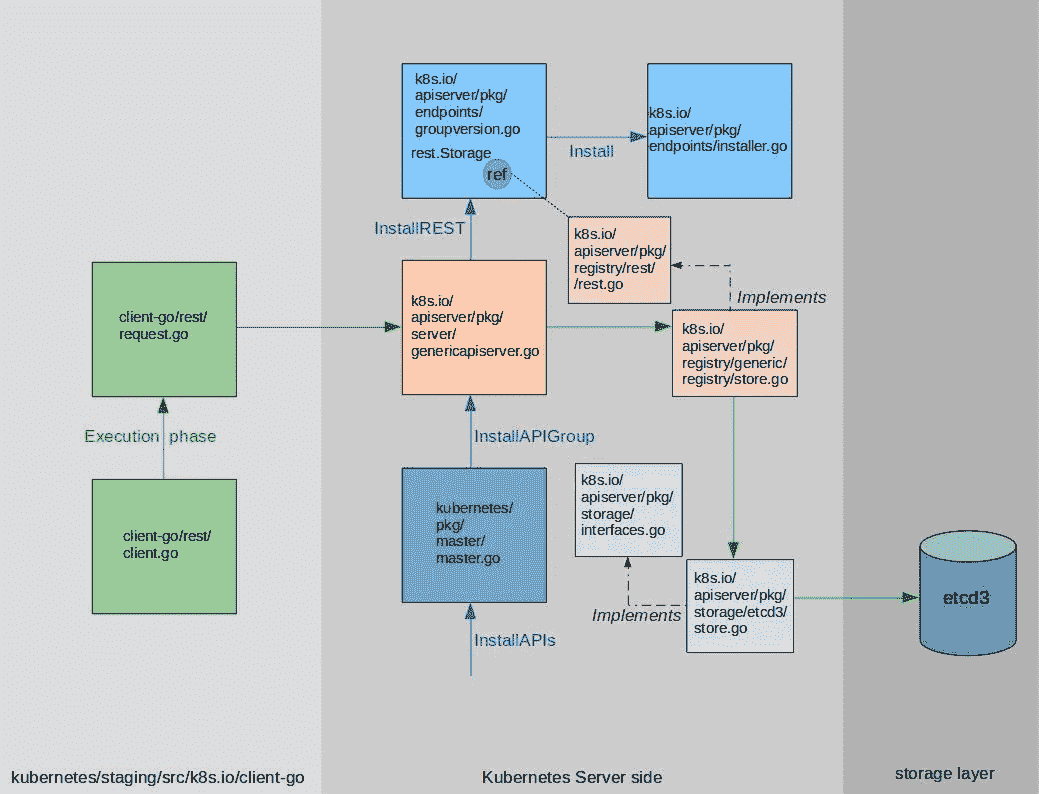 k8s.io/
apiserver/pkg/
endpoints/
groupversion.go
rest.Storage
ref
Install
k8s.io/
apiserver/pkg/
endpoints/installer.go
InstallREST
k8s.io/
apiserver/pkg/
registry/rest/
/rest.go
Implements
client-go/rest/
request.go
k8s.io/
apiserver/pkg/
server/
genericapiserver.go
k8s.io/
apiserver/pkg/
registry/generic/
registry/store.go
Execution phase
InstallAPIGroup
client-go/rest/
client.go
kubernetes/
pkg/
master/
master.go
k8s.io/
apiserver/pkg/
storage/
interfaces.go
Implements
k8s.io/
apiserver/pkg/
storage/etcd3/
store.go
etcd3
InstallAPIs
kubernetes/staging/src/k8s.io/client-go
Kubernetes Server side
storage layer